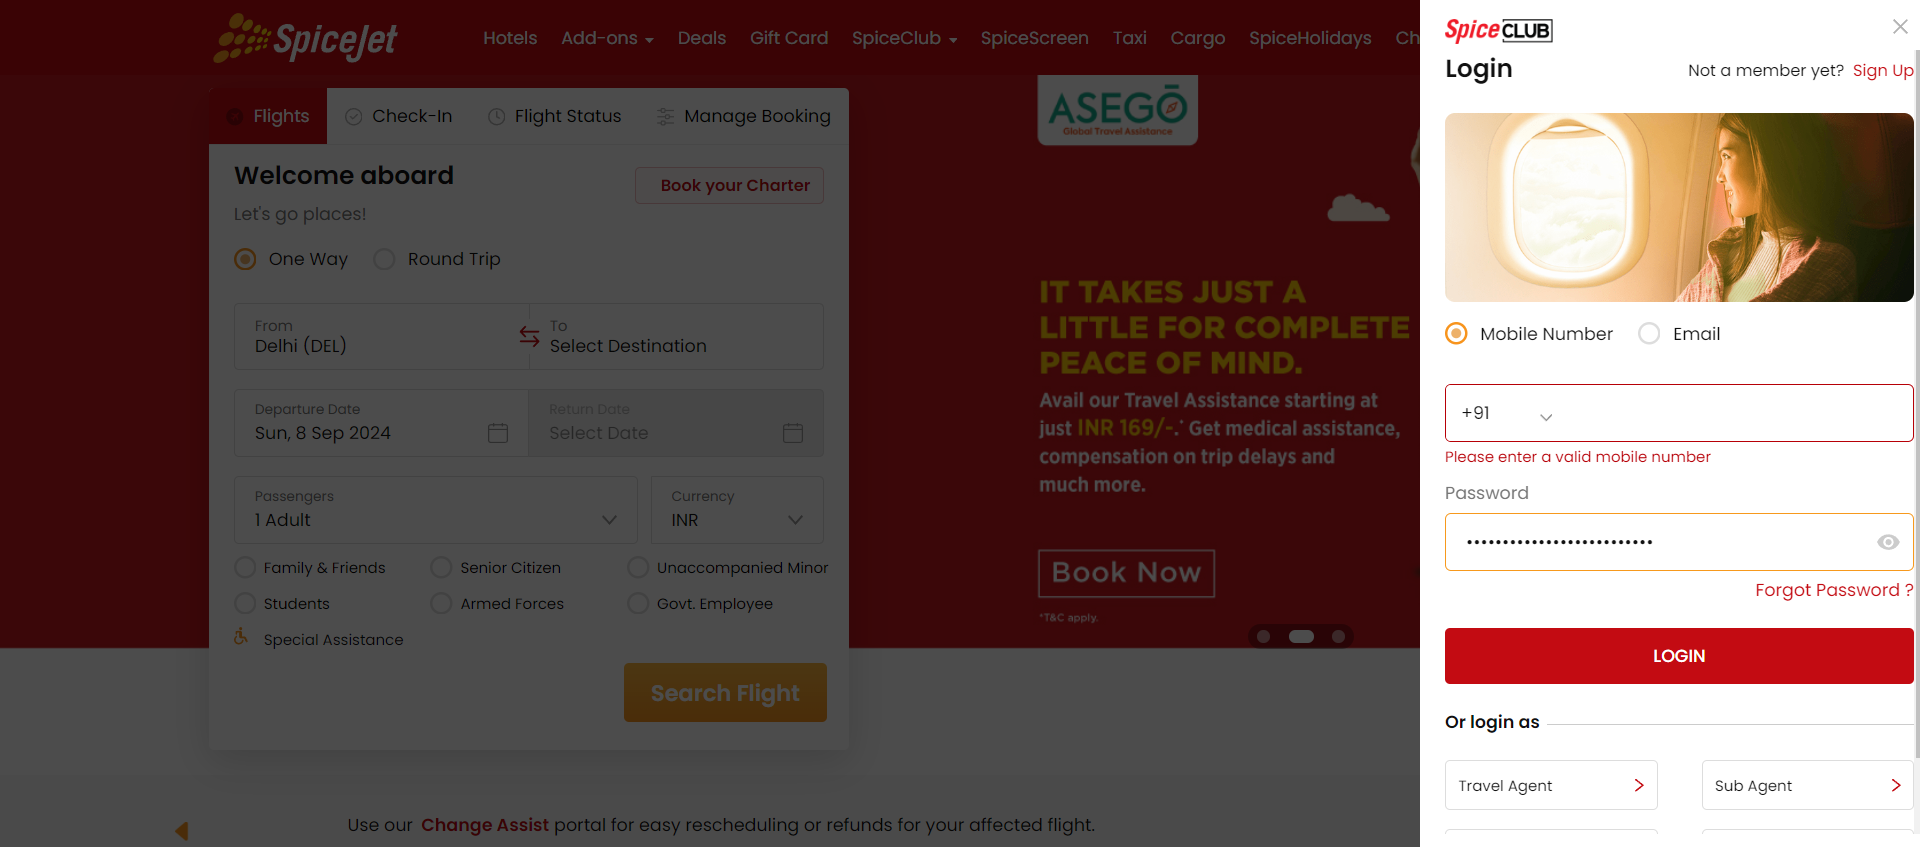 SpiceJet
Hotels Add-ons Deals Gift Card SpiceClub SpiceScreen Taxi Cargo SpiceHolidays Ch
Flights Check-In Flight Status Manage Booking
Welcome aboard
Book your Charter
Let's go places!
One Way Round Trip
From
Delhi (DEL)
To
Select Destination
Departure Date
Sun, 8 Sep 2024
Return Date
Select Date
Passengers
1 Adult
Currency
INR
Family & Friends Senior Citizen Unaccompanied Minor
Students Armed Forces Govt. Employee
Special Assistance
Search Flight
ASEGO
Global Travel Assistance
IT TAKES JUST A
LITTLE FOR COMPLETE
PEACE OF MIND.
Avail our Travel Assistance starting at
just INR 169/-.* Get medical assistance,
compensation on trip delays and
much more.
Book Now
*T&C apply.
Use our Change Assist portal for easy rescheduling or refunds for your affected flight.
SpiceCLUB
Login
Not a member yet? Sign Up
Mobile Number Email
+91
Please enter a valid mobile number
Password
••••••••••••••••••••••••••
Forgot Password ?
LOGIN
Or login as
Travel Agent
Sub Agent